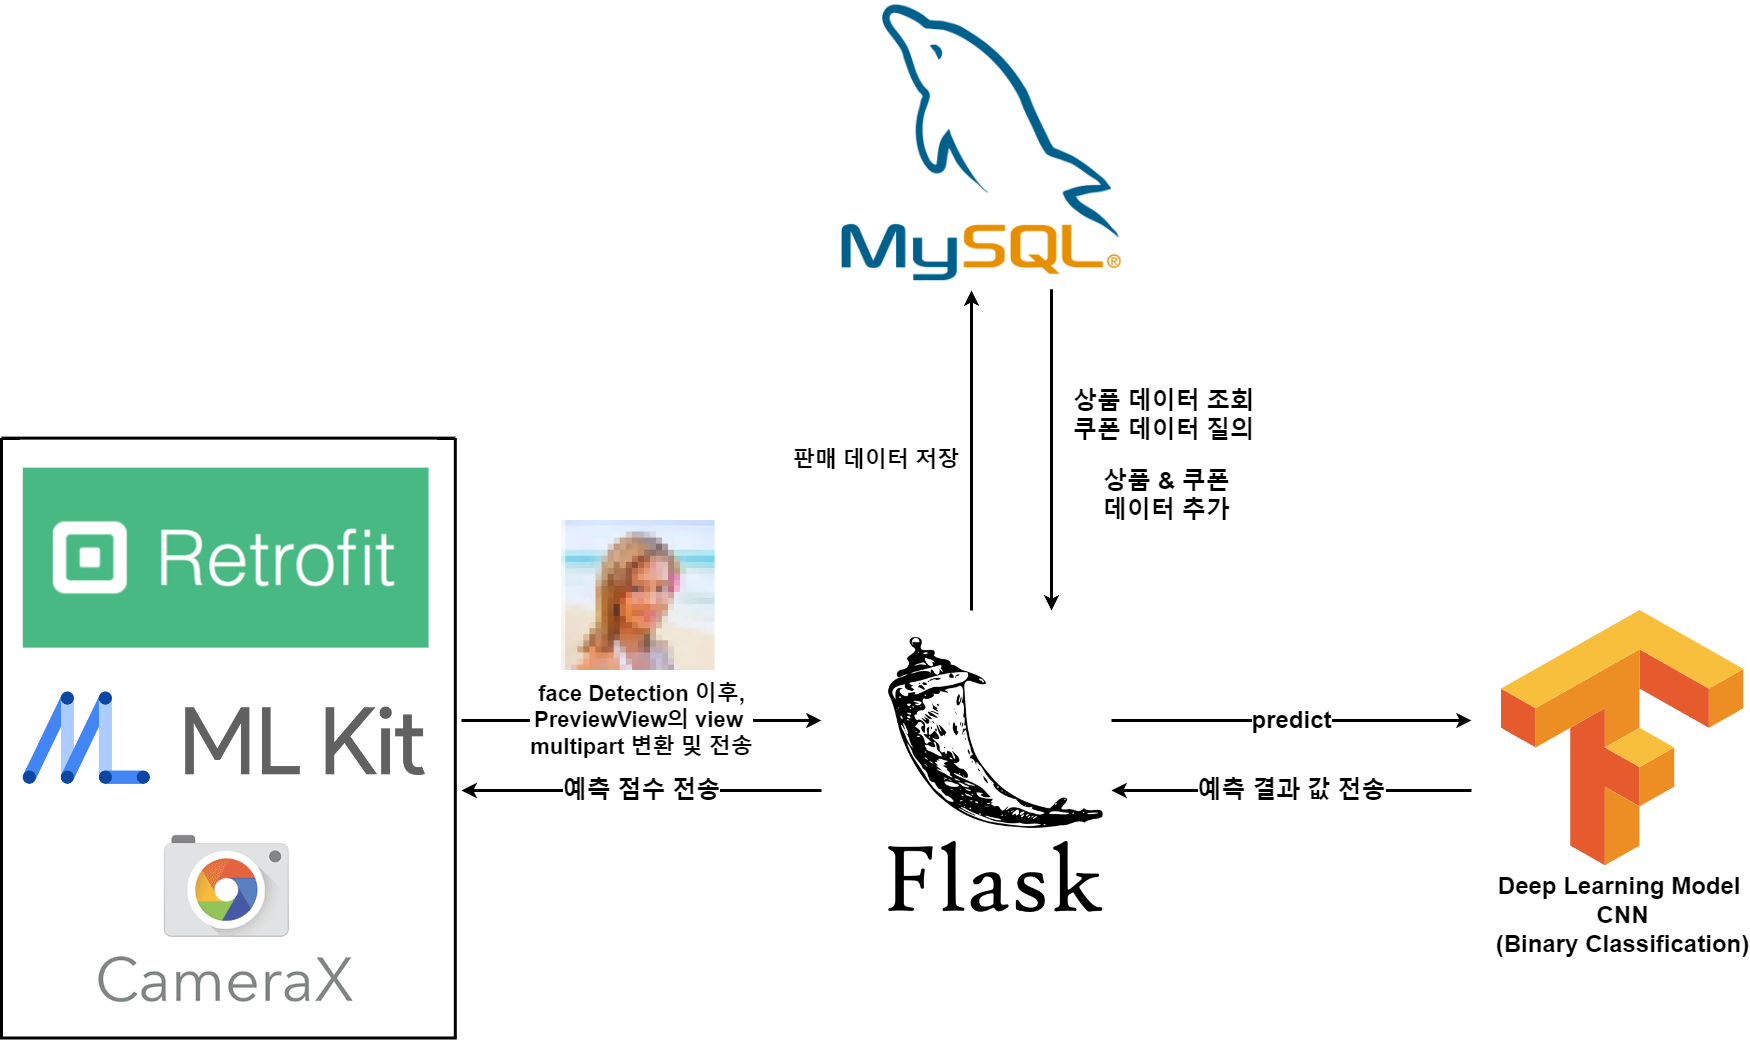 MySQL®
상품 데이터 조회
쿠폰 데이터 질의
판매 데이터 저장
상품 & 쿠폰
데이터 추가
Retrofit
ML Kit
CameraX
face Detection 이후,
PreviewView의 view
multipart 변환 및 전송
예측 점수 전송
Flask
predict
예측 결과 값 전송
Deep Learning Model
CNN
(Binary Classification)